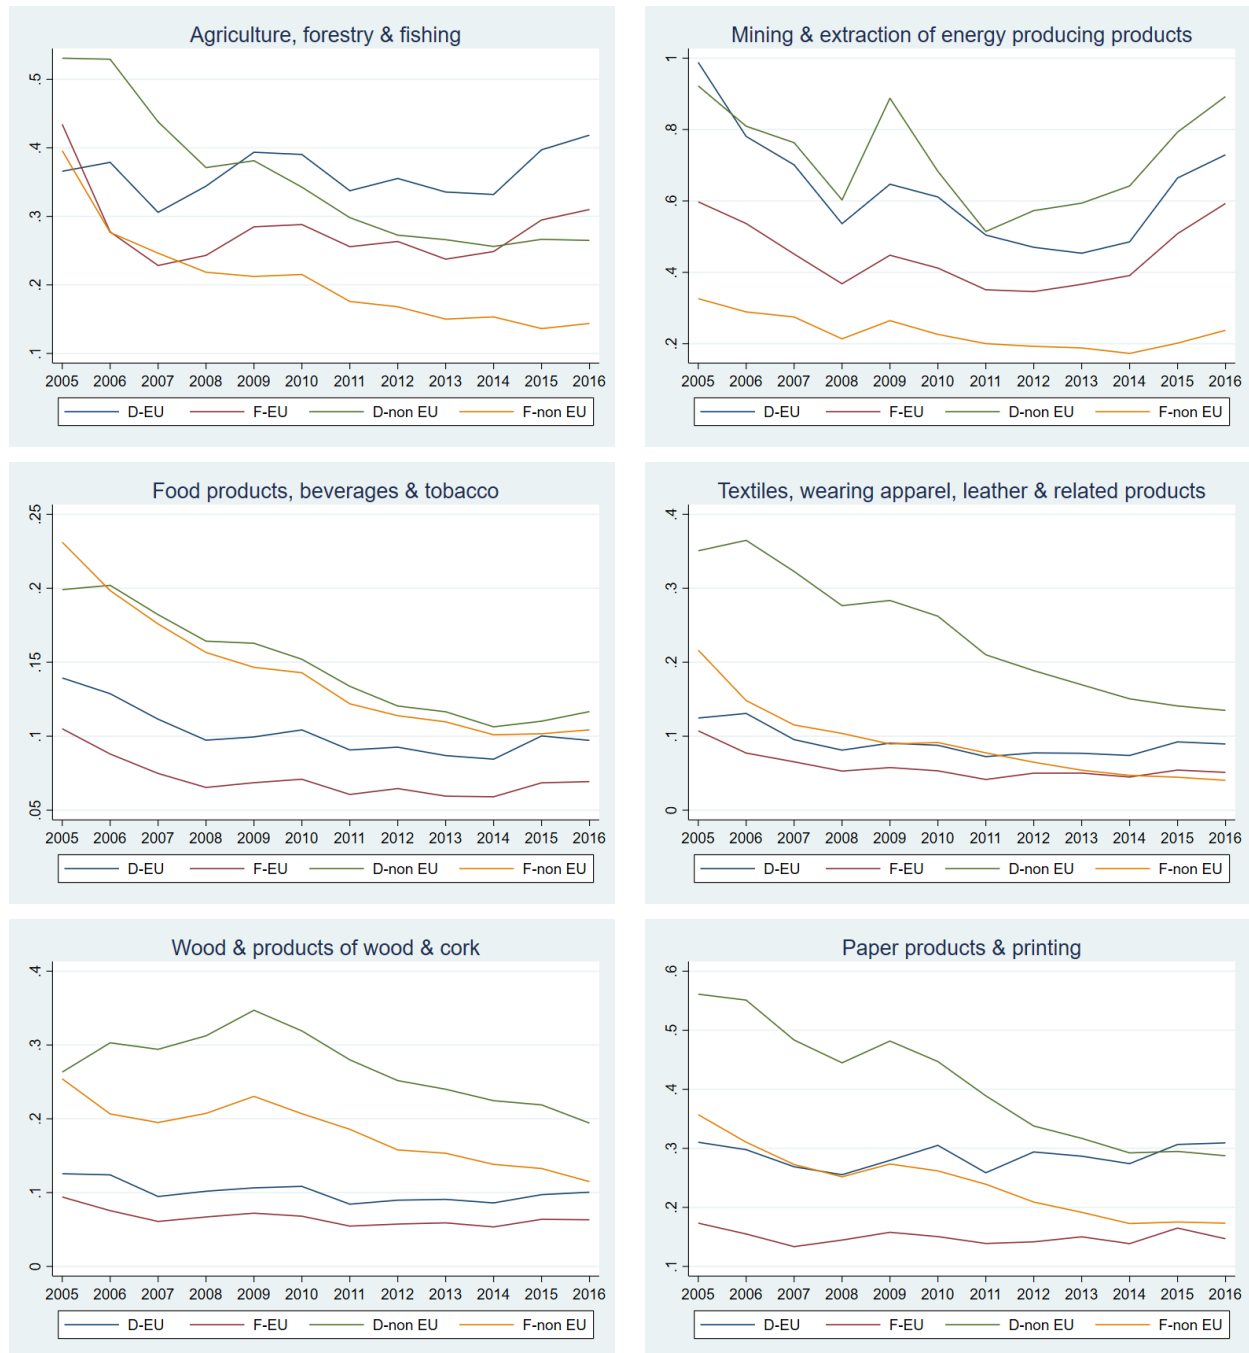 Agriculture, forestry & fishing
.5
.4
.3
.2
.1
2005 2006 2007 2008 2009 2010 2011 2012 2013 2014 2015 2016
D-EU F-EU D-non EU F-non EU
Mining & extraction of energy producing products
1
.8
.6
.4
.2
2005 2006 2007 2008 2009 2010 2011 2012 2013 2014 2015 2016
D-EU F-EU D-non EU F-non EU
Food products, beverages & tobacco
.25
.2
.15
.1
.05
2005 2006 2007 2008 2009 2010 2011 2012 2013 2014 2015 2016
D-EU F-EU D-non EU F-non EU
Textiles, wearing apparel, leather & related products
.4
.3
.2
.1
0
2005 2006 2007 2008 2009 2010 2011 2012 2013 2014 2015 2016
D-EU F-EU D-non EU F-non EU
Wood & products of wood & cork
.4
.3
.2
.1
0
2005 2006 2007 2008 2009 2010 2011 2012 2013 2014 2015 2016
D-EU F-EU D-non EU F-non EU
Paper products & printing
.6
.5
.4
.3
.2
.1
2005 2006 2007 2008 2009 2010 2011 2012 2013 2014 2015 2016
D-EU F-EU D-non EU F-non EU